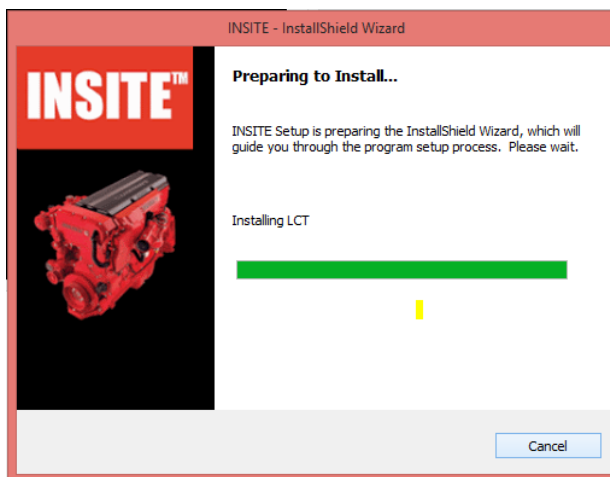 INSITE - InstallShield Wizard
INSITE™
Preparing to Install...
INSITE Setup is preparing the InstallShield Wizard, which will
guide you through the program setup process. Please wait.
Installing LCT
Cancel